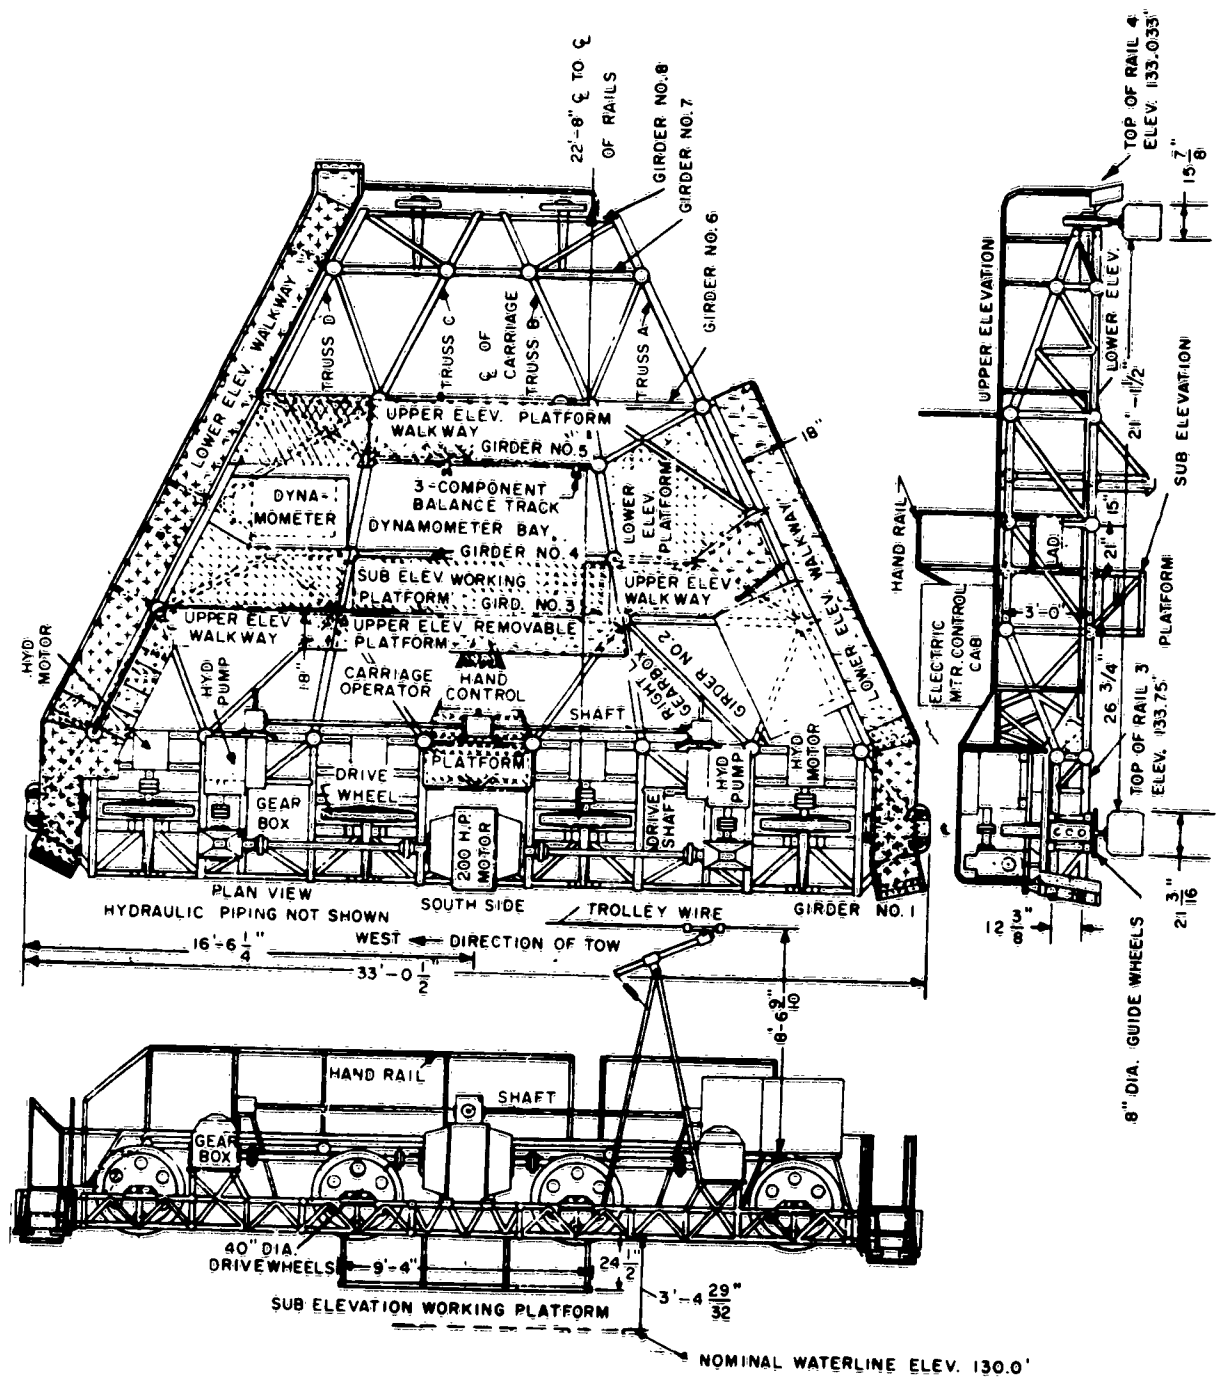 22'-8" ℄ TO ℄
OF RAILS
GIRDER NO. 8
GIRDER NO. 7
GIRDER NO. 6
TOP OF RAIL 4
ELEV. 133.033'
15 7/8"
LOWER ELEV. WALKWAY
TRUSS D
TRUSS C
℄ OF
CARRIAGE
TRUSS B
TRUSS A
UPPER ELEVATION
LOWER ELEV.
21'-11 1/2"
SUB ELEVATION
PLATFORM
UPPER ELEV. PLATFORM
WALKWAY
GIRDER NO. 5
18"
3-COMPONENT
BALANCE TRACK
DYNA-
MOMETER
DYNAMOMETER BAY
LOWER
ELEV.
PLATFORM
GIRDER NO. 4
SUB ELEV WORKING
PLATFORM
GIRD. NO. 3
UPPER ELEV
WALKWAY
LOWER ELEV WALKWAY
HAND RAIL
LAD
15"
21"
3'-0"
UPPER ELEV
WALKWAY
UPPER ELEV REMOVABLE
PLATFORM
ELECTRIC
MTR. CONTROL
CAB
26 3/4"
TOP OF RAIL 3
ELEV. 133.75"
HYD
MOTOR
HYD
PUMP
18"
CARRIAGE
OPERATOR
HAND
CONTROL
RIGHT
GEARBOX
GIRDER NO. 2
SHAFT
PLATFORM
HYD
PUMP
HYD
MOTOR
DRIVE
WHEEL
GEAR
BOX
DRIVE
SHAFT
200 H.P.
MOTOR
PLAN VIEW
HYDRAULIC PIPING NOT SHOWN
SOUTH SIDE
TROLLEY WIRE
GIRDER NO. 1
12 3/8"
21 3/16"
8" DIA. GUIDE WHEELS
16'-6 1/4"
WEST ← DIRECTION OF TOW
33'-0 1/2"
8'-6 9/10"
HAND RAIL
SHAFT
GEAR
BOX
40" DIA.
DRIVEWHEELS
9'-4"
24 1/2"
3'-4 29/32"
SUB ELEVATION WORKING PLATFORM
NOMINAL WATERLINE ELEV. 130.0'